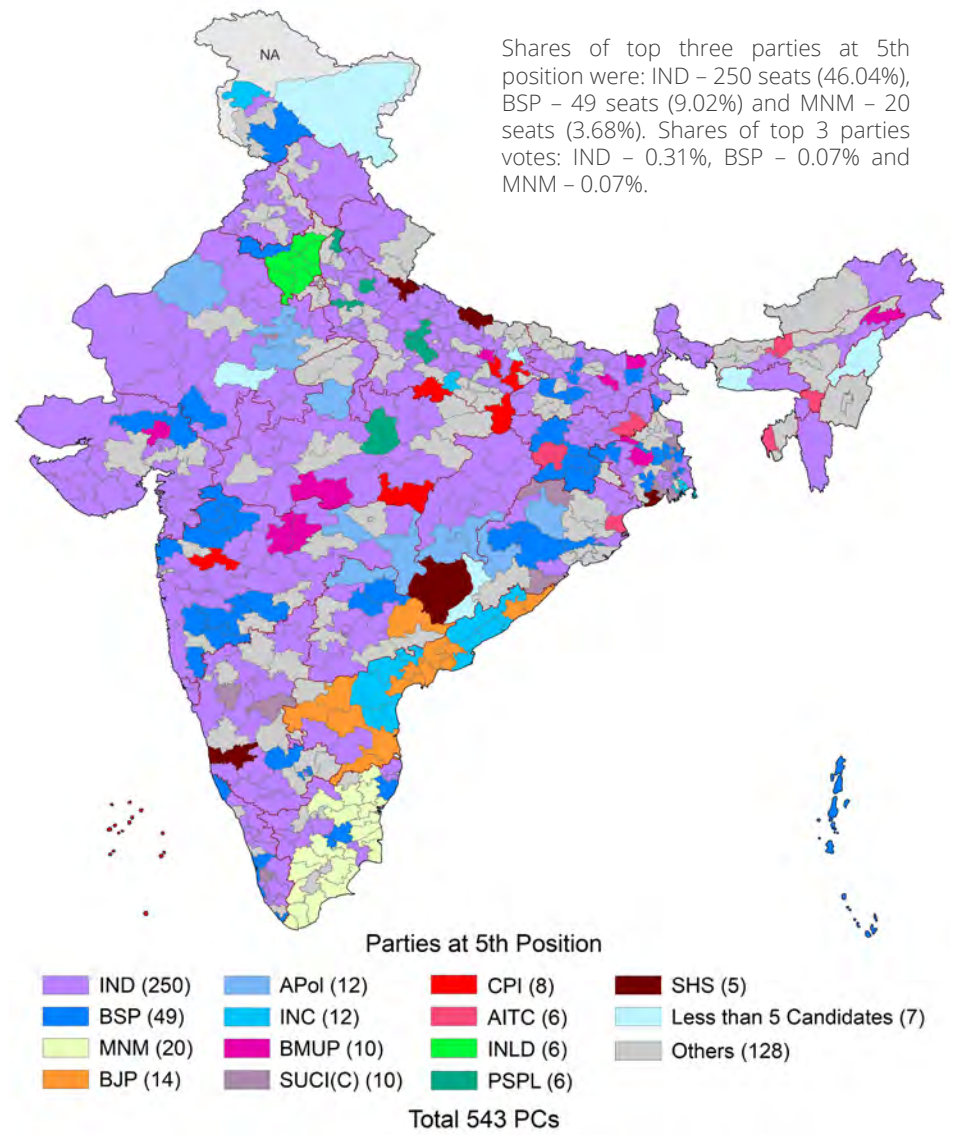 NA
Shares of top three parties at 5th
position were: IND – 250 seats (46.04%),
BSP – 49 seats (9.02%) and MNM – 20
seats (3.68%). Shares of top 3 parties
votes: IND – 0.31%, BSP – 0.07% and
MNM – 0.07%.
Parties at 5th Position
IND (250)
BSP (49)
MNM (20)
BJP (14)
APol (12)
INC (12)
BMUP (10)
SUCI(C) (10)
CPI (8)
AITC (6)
INLD (6)
PSPL (6)
SHS (5)
Less than 5 Candidates (7)
Others (128)
Total 543 PCs